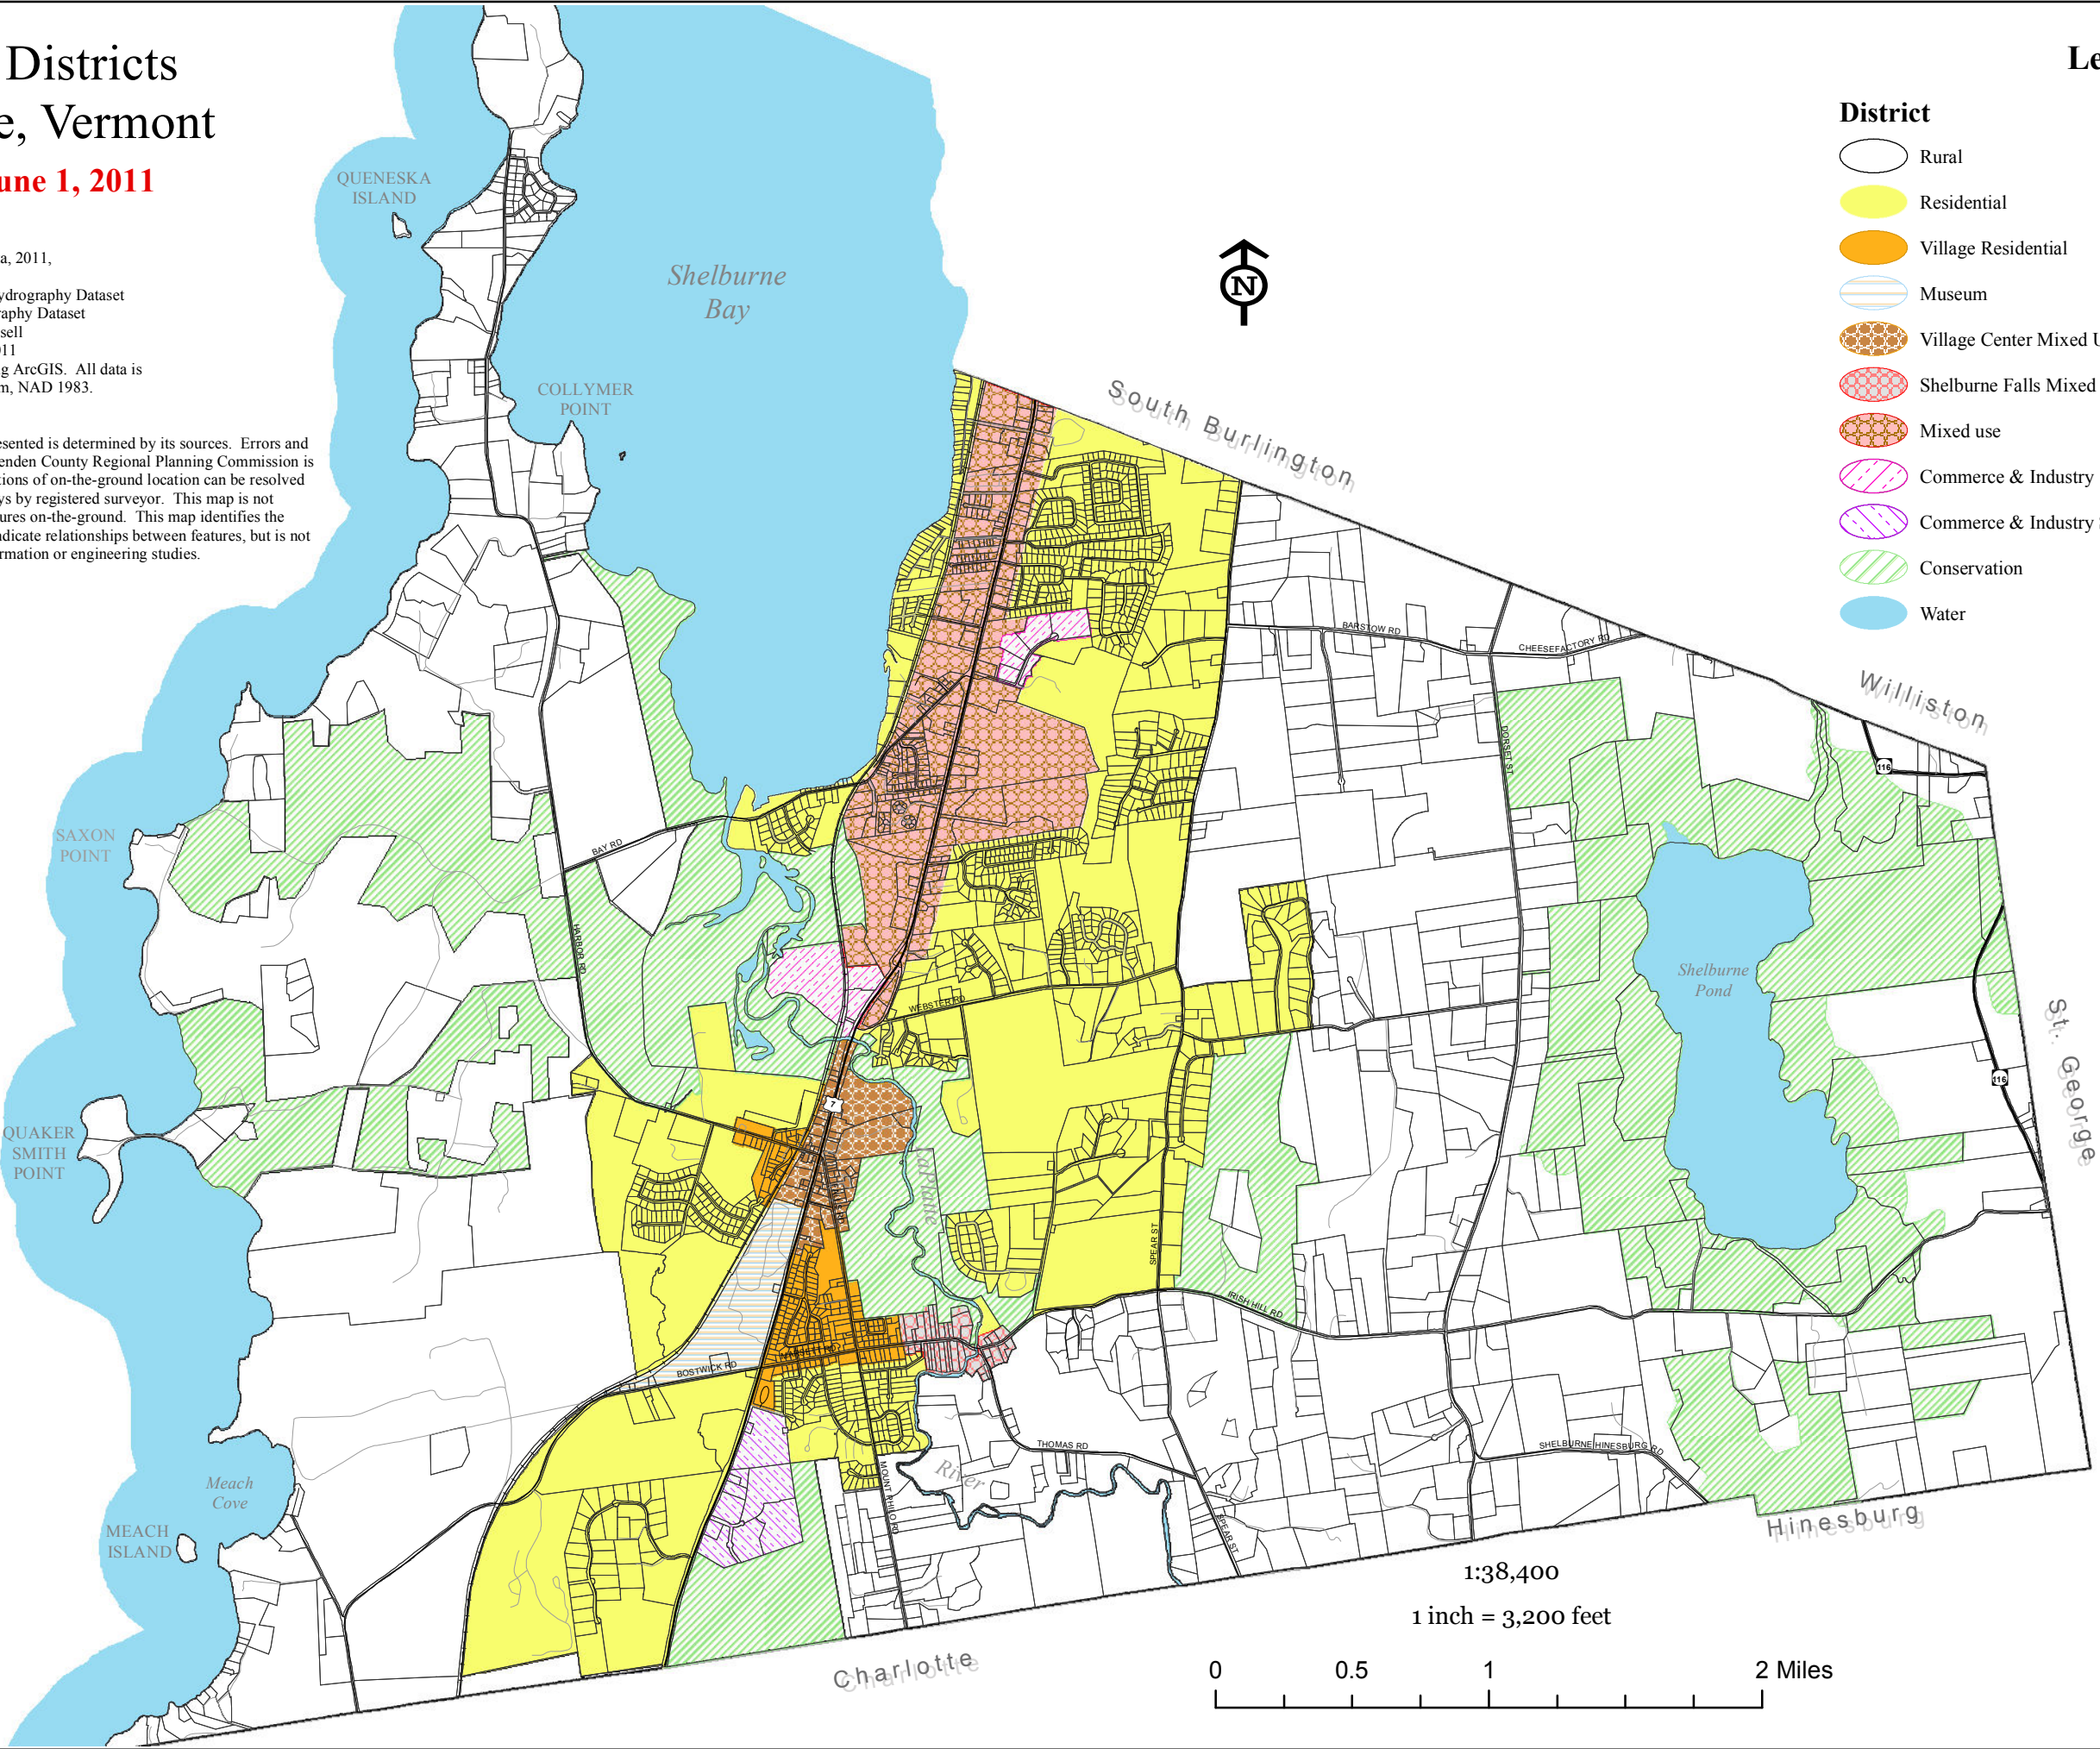 Districts
e, Vermont
une 1, 2011
a, 2011,
ydrography Dataset
raphy Dataset
sell
011
g ArcGIS. All data is
m, NAD 1983.
esented is determined by its sources. Errors and
enden County Regional Planning Commission is
tions of on-the-ground location can be resolved
ys by registered surveyor. This map is not
ures on-the-ground. This map identifies the
ndicate relationships between features, but is not
rmation or engineering studies.
QUENESKA
ISLAND
Shelburne
Bay
COLLYMER
POINT
N
South Burlington
Le
District
Rural
Residential
Village Residential
Museum
Village Center Mixed U
Shelburne Falls Mixed
Mixed use
Commerce & Industry
Commerce & Industry
Conservation
Water
BARSTOW RD
CHEESEFACTORY RD
Williston
DORSET ST
116
SAXON
POINT
BAY RD
HARBOR RD
WEBSTER RD
Shelburne
Pond
St. George
116
7
QUAKER
SMITH
POINT
LaPlatte
SPEAR ST
IRISH HILL RD
BOSTWICK RD
THOMAS RD
SHELBURNE HINESBURG RD
River
MOUNT PHILO RD
SPEAR ST
Meach
Cove
MEACH
ISLAND
Hinesburg
Charlotte
1:38,400
1 inch = 3,200 feet
0 0.5 1 2 Miles